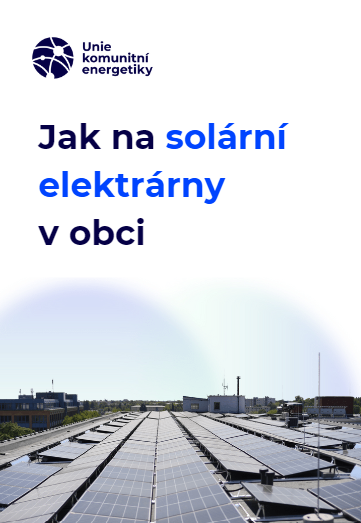 Unie
komunitní
energetiky
Jak na solární
elektrárny
v obci